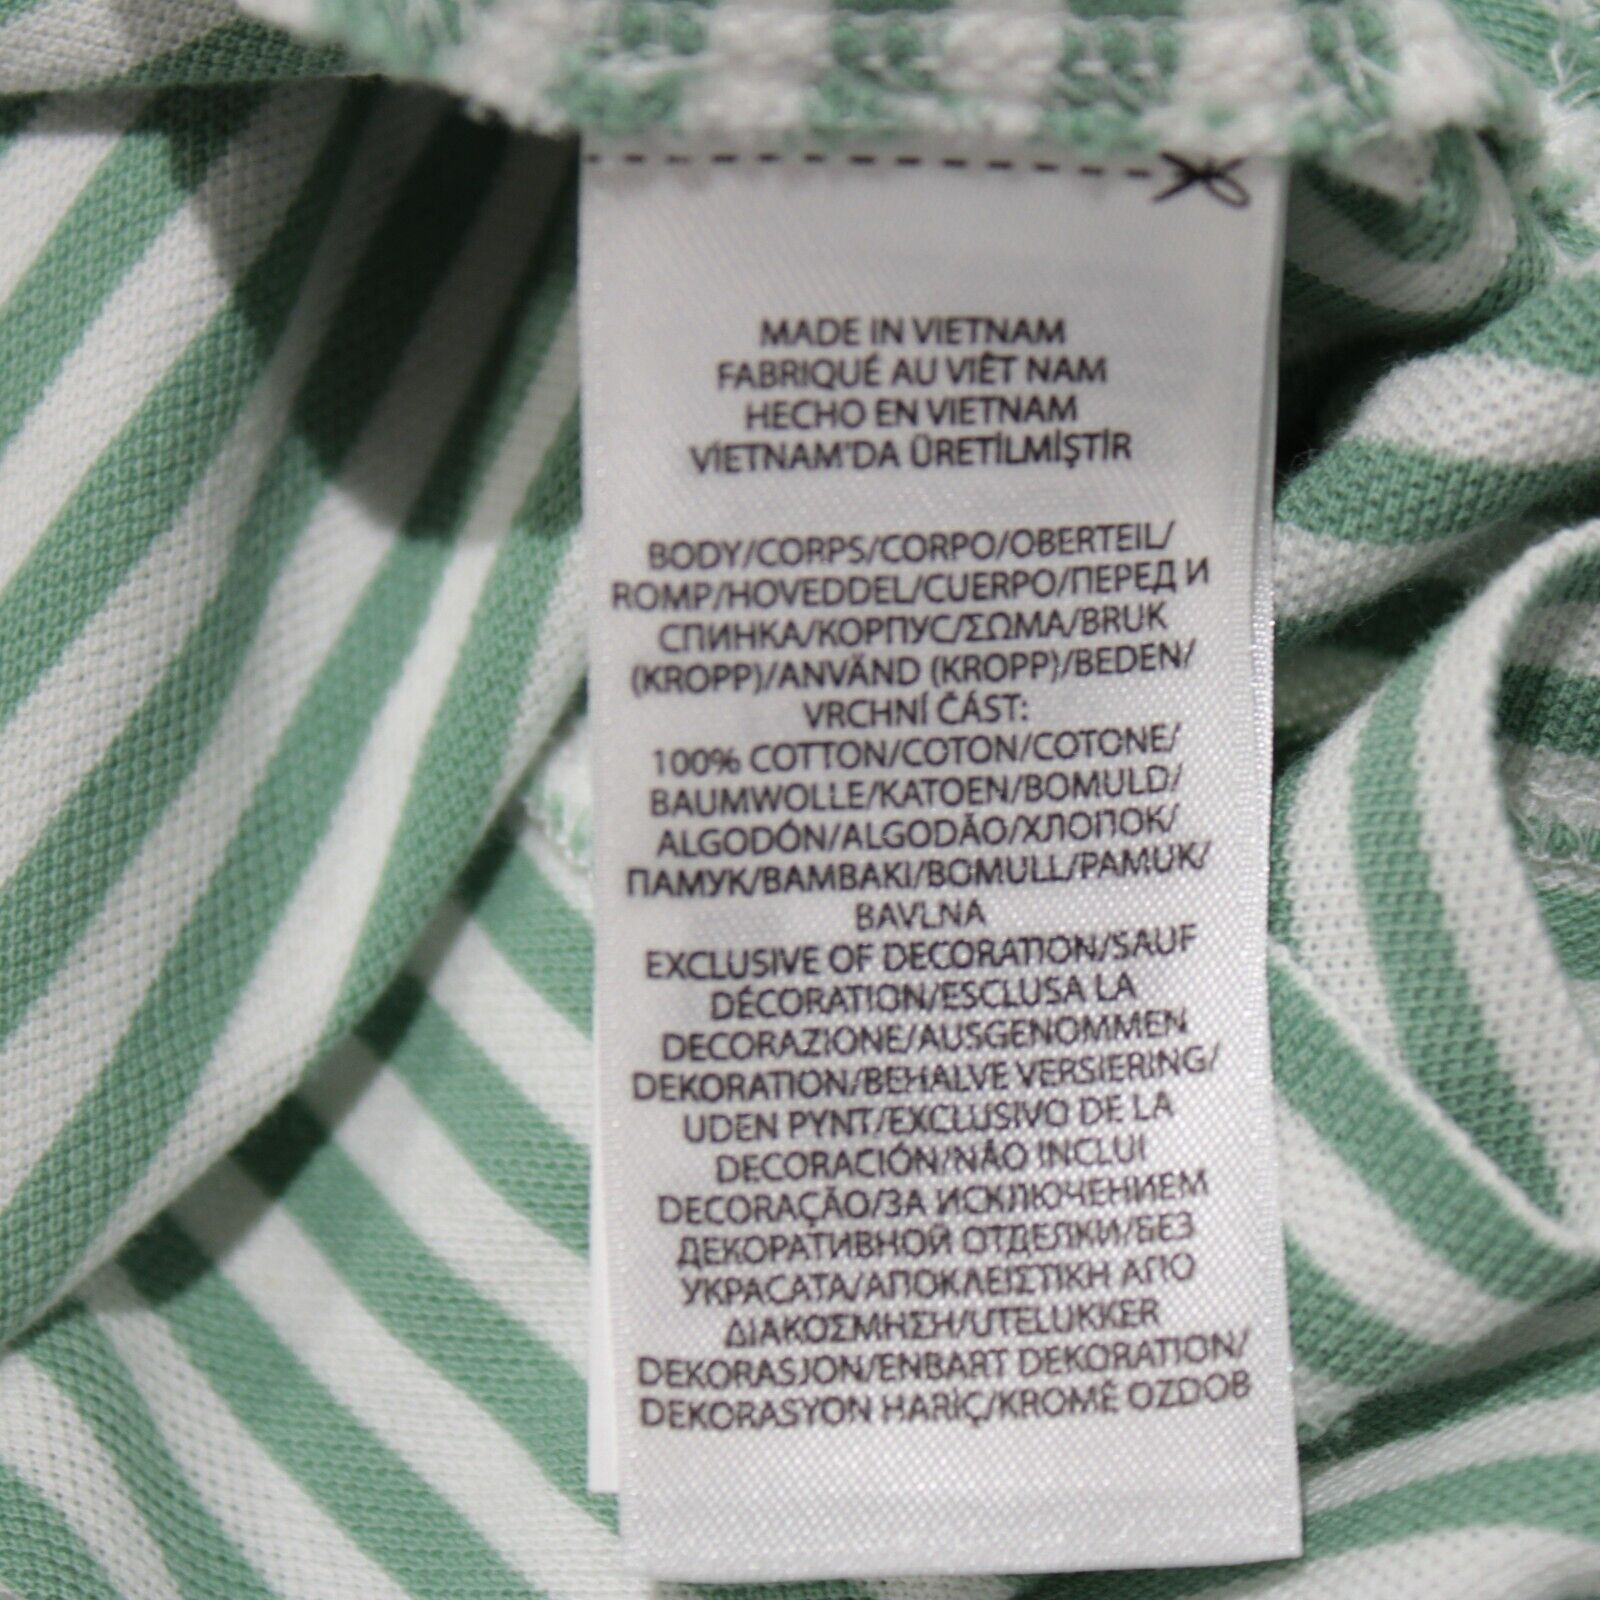 MADE IN VIETNAM
FABRIQUÉ AU VIÊT NAM
HECHO EN VIETNAM
VİETNAM'DA ÜRETİLMİŞTİR
BODY/CORPS/CORPO/OBERTEIL/
ROMP/HOVEDDEL/CUERPO/ПЕРЕД И
СПИНКА/КОРПУС/ΣΩΜΑ/BRUK
(KROPP)/ANVÄND (KROPP)/BEDEN/
VRCHNÍ ČÁST:
100% COTTON/COTON/COTONE/
BAUMWOLLE/KATOEN/BOMULD/
ALGODÓN/ALGODÃO/ХЛОПОК/
ПАМУК/ΒΑΜΒΑΚΙ/BOMULL/PAMUK/
BAVLNA
EXCLUSIVE OF DECORATION/SAUF
DÉCORATION/ESCLUSA LA
DECORAZIONE/AUSGENOMMEN
DEKORATION/BEHALVE VERSIERING/
UDEN PYNT/EXCLUSIVO DE LA
DECORACIÓN/NÃO INCLUI
DECORAÇÃO/ЗА ИСКЛЮЧЕНИЕМ
ДЕКОРАТИВНОЙ ОТДЕЛКИ/БЕЗ
УКРАСАТА/ΑΠΟΚΛΕΙΣΤΙΚΗ ΑΠΟ
ΔΙΑΚΟΣΜΗΣΗ/UTELUKKER
DEKORASJON/ENBART DEKORATION/
DEKORASYON HARİÇ/KROMĚ OZDOB